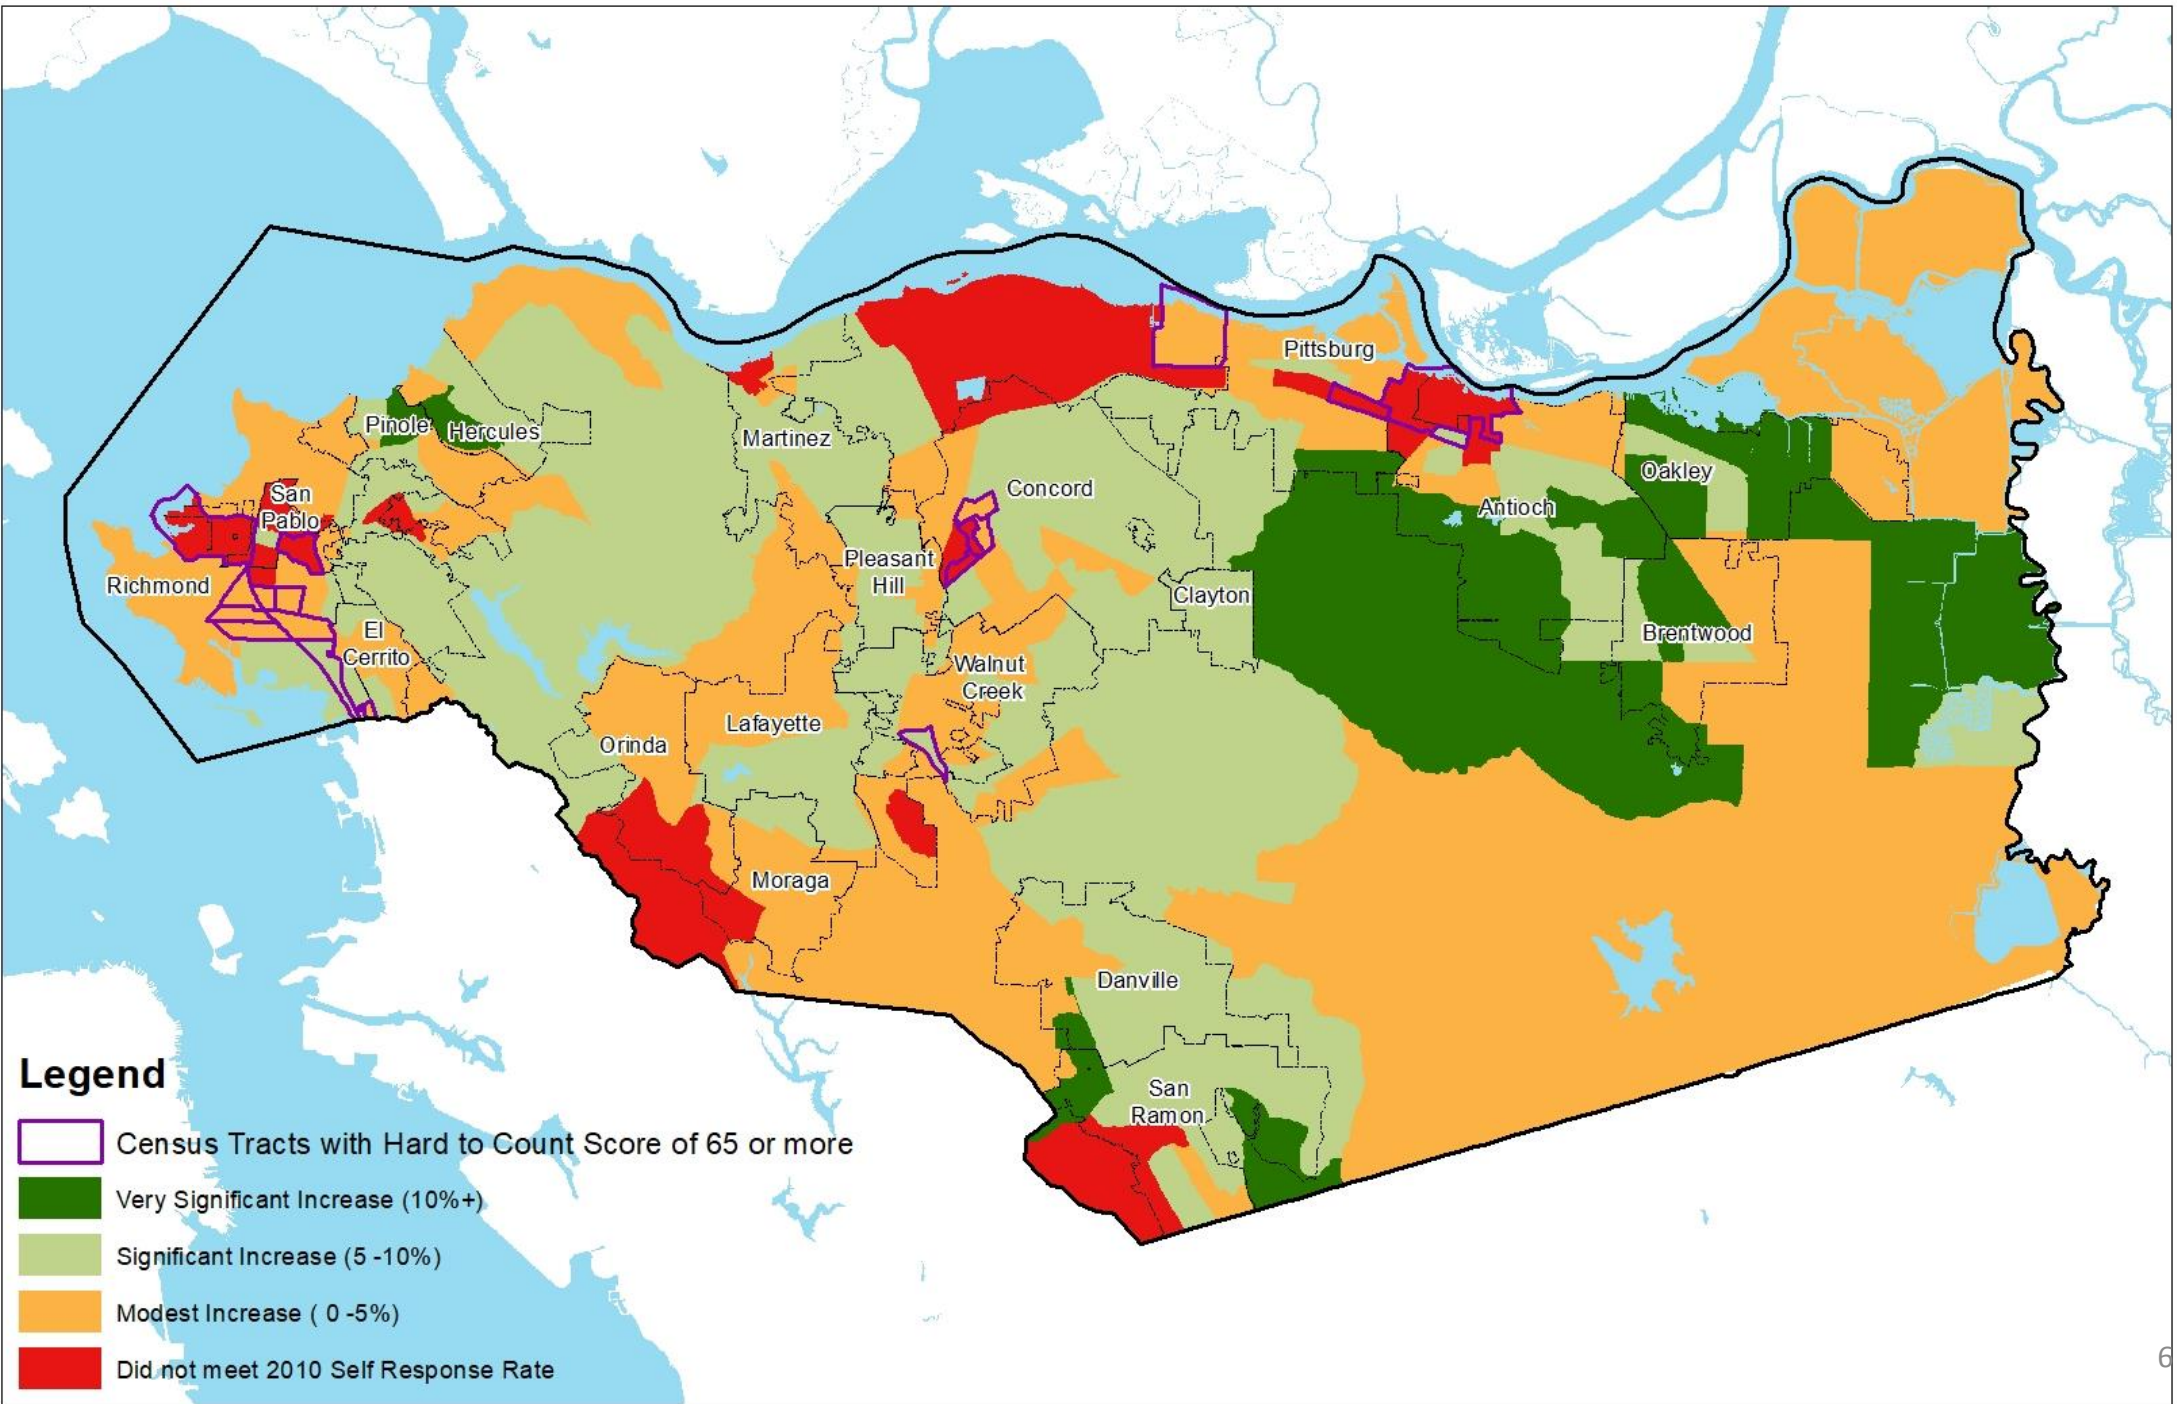 Pittsburg
Pinole
Hercules
Martinez
Oakley
San
Pablo
Concord
Antioch
Richmond
Pleasant
Hill
Clayton
El
Cerrito
Brentwood
Walnut
Creek
Lafayette
Orinda
Moraga
Danville
San
Ramon
Legend
Census Tracts with Hard to Count Score of 65 or more
Very Significant Increase (10%+)
Significant Increase (5 -10%)
Modest Increase ( 0 -5%)
Did not meet 2010 Self Response Rate
6